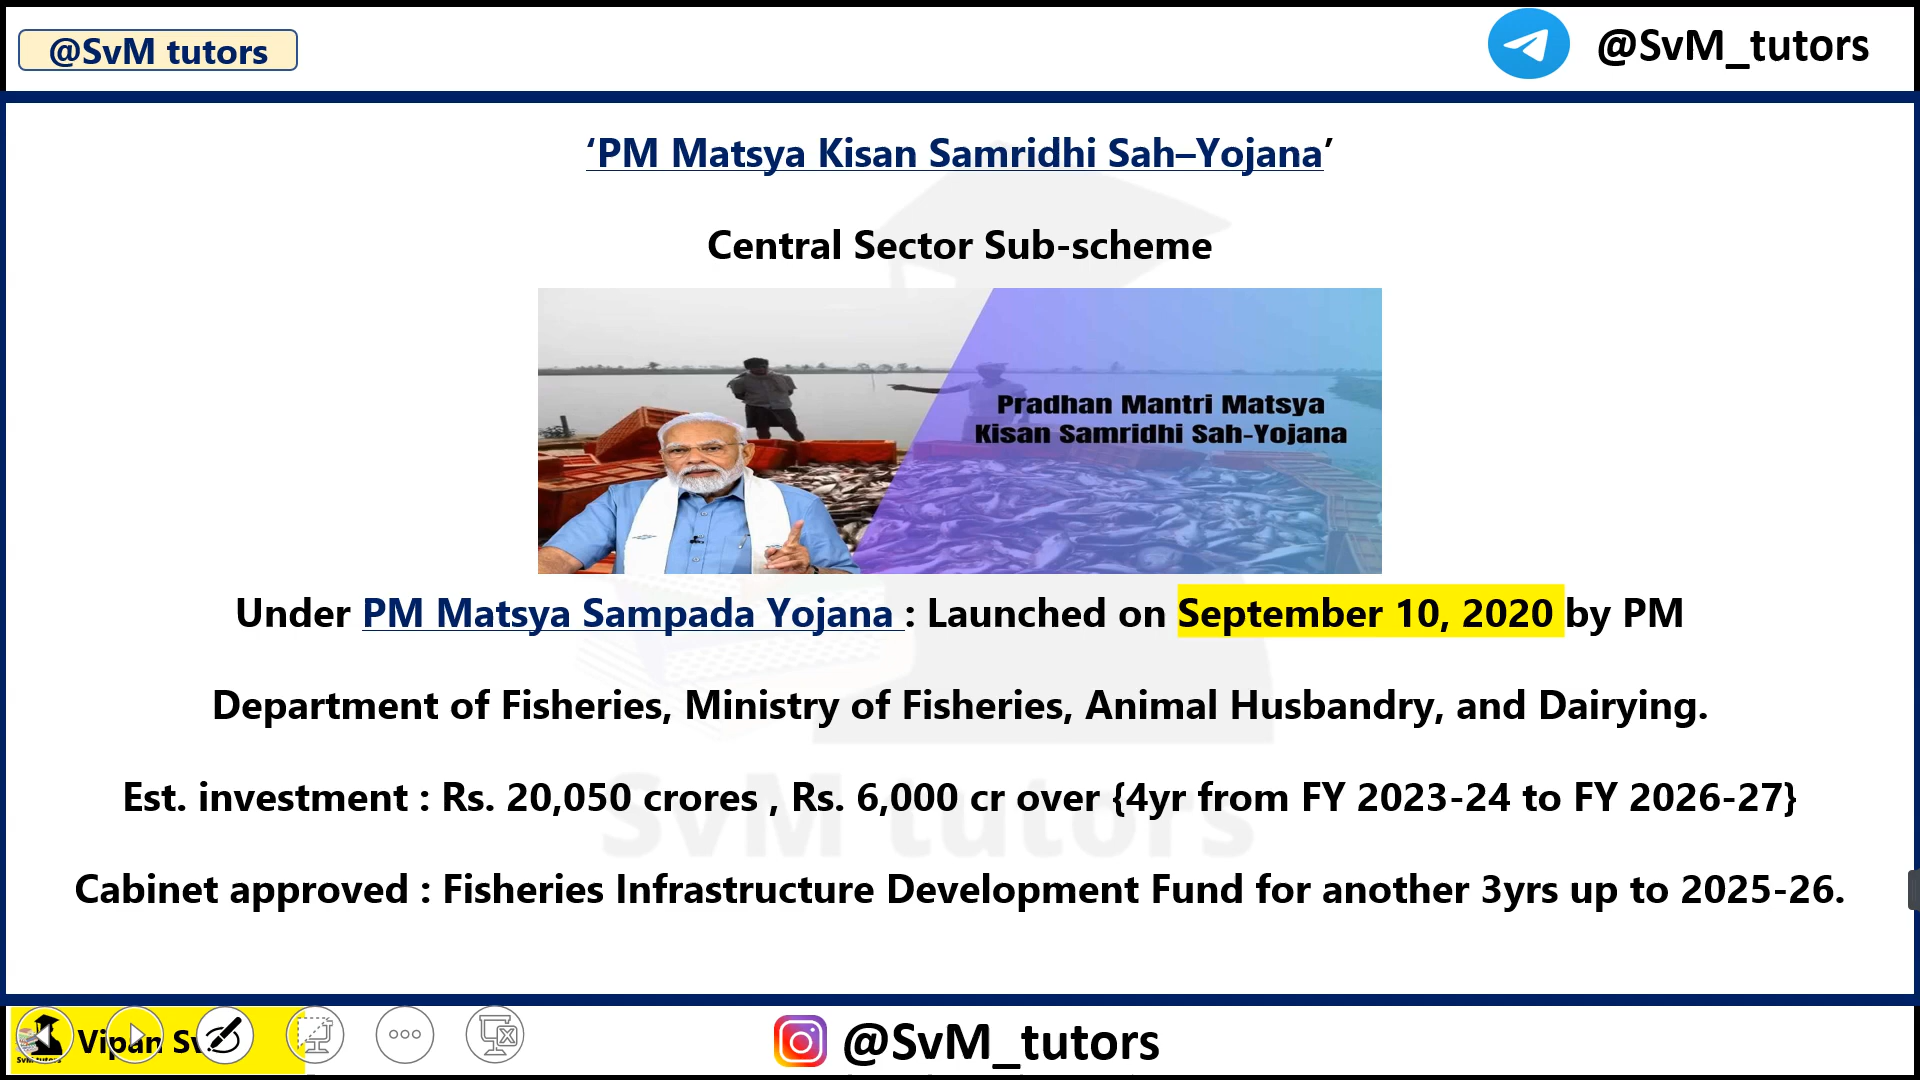 @SvM tutors
@SvM_tutors
‘PM Matsya Kisan Samridhi Sah–Yojana’
Central Sector Sub-scheme
Pradhan Mantri Matsya
Kisan Samridhi Sah-Yojana
Under PM Matsya Sampada Yojana : Launched on September 10, 2020 by PM
Department of Fisheries, Ministry of Fisheries, Animal Husbandry, and Dairying.
Est. investment : Rs. 20,050 crores , Rs. 6,000 cr over {4yr from FY 2023-24 to FY 2026-27}
SvM tutors
Cabinet approved : Fisheries Infrastructure Development Fund for another 3yrs up to 2025-26.
Vipan
@SvM_tutors